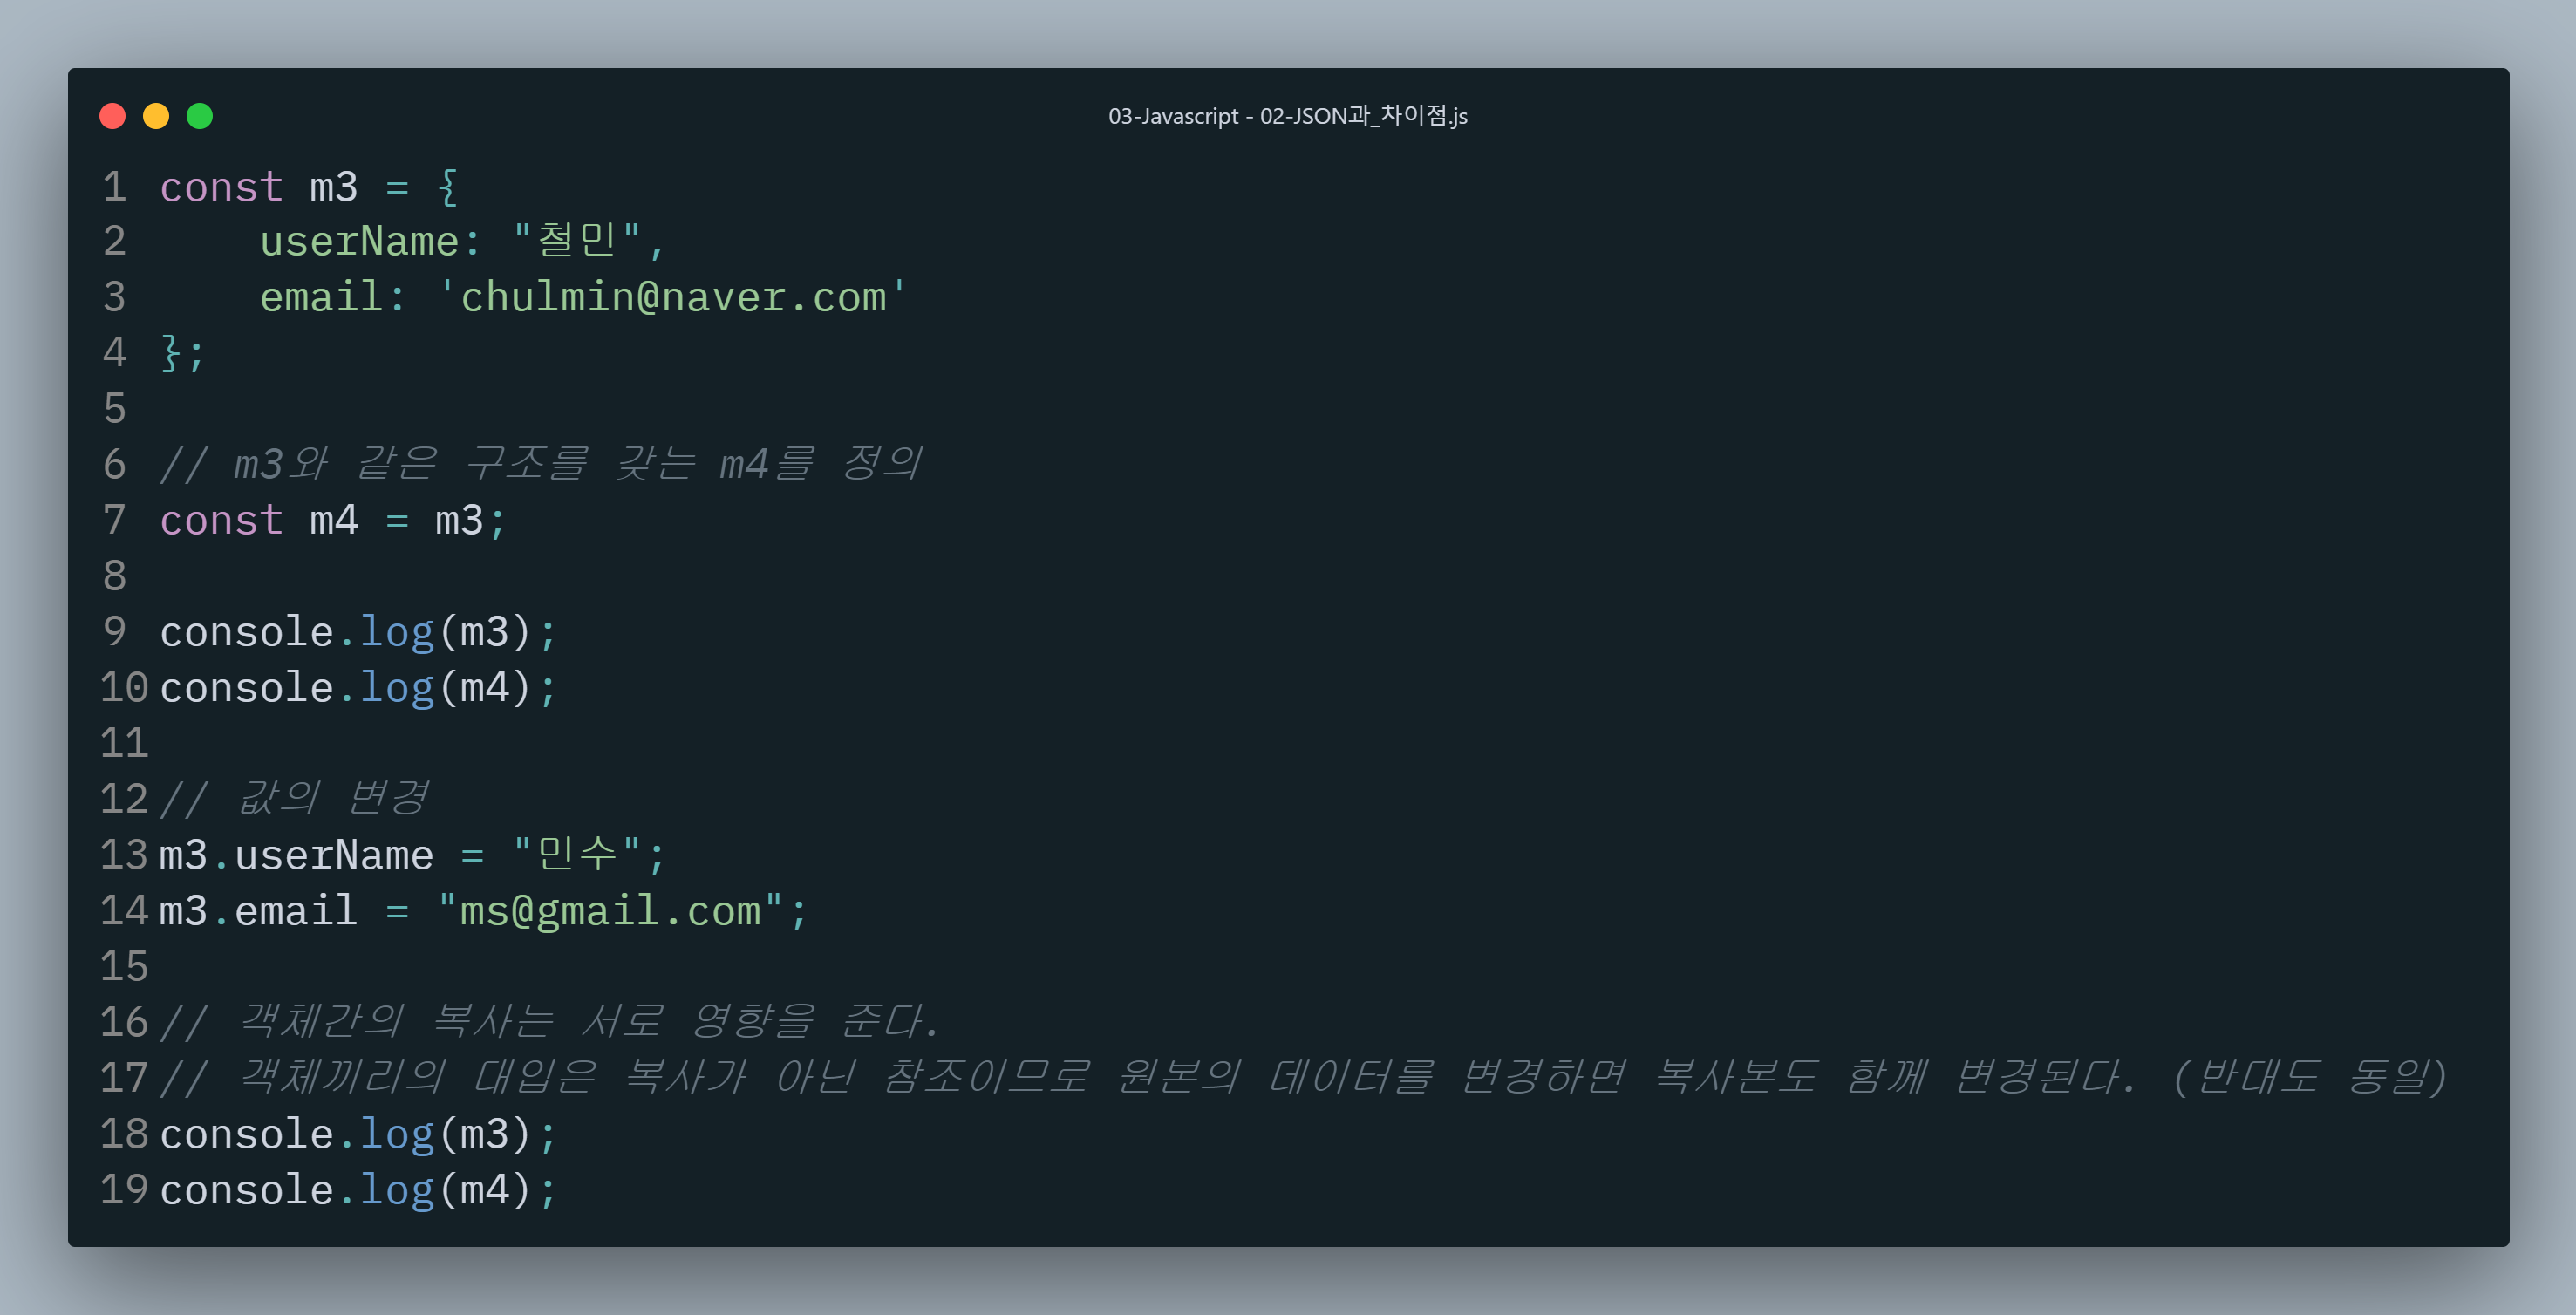 03-Javascript - 02-JSON과_차이점.js
1 const m3 = {
2     userName: "철민",
3     email: 'chulmin@naver.com'
4 };
5
6 // m3와 같은 구조를 갖는 m4를 정의
7 const m4 = m3;
8
9 console.log(m3);
10 console.log(m4);
11
12 // 값의 변경
13 m3.userName = "민수";
14 m3.email = "ms@gmail.com";
15
16 // 객체간의 복사는 서로 영향을 준다.
17 // 객체끼리의 대입은 복사가 아닌 참조이므로 원본의 데이터를 변경하면 복사본도 함께 변경된다. (반대도 동일)
18 console.log(m3);
19 console.log(m4);